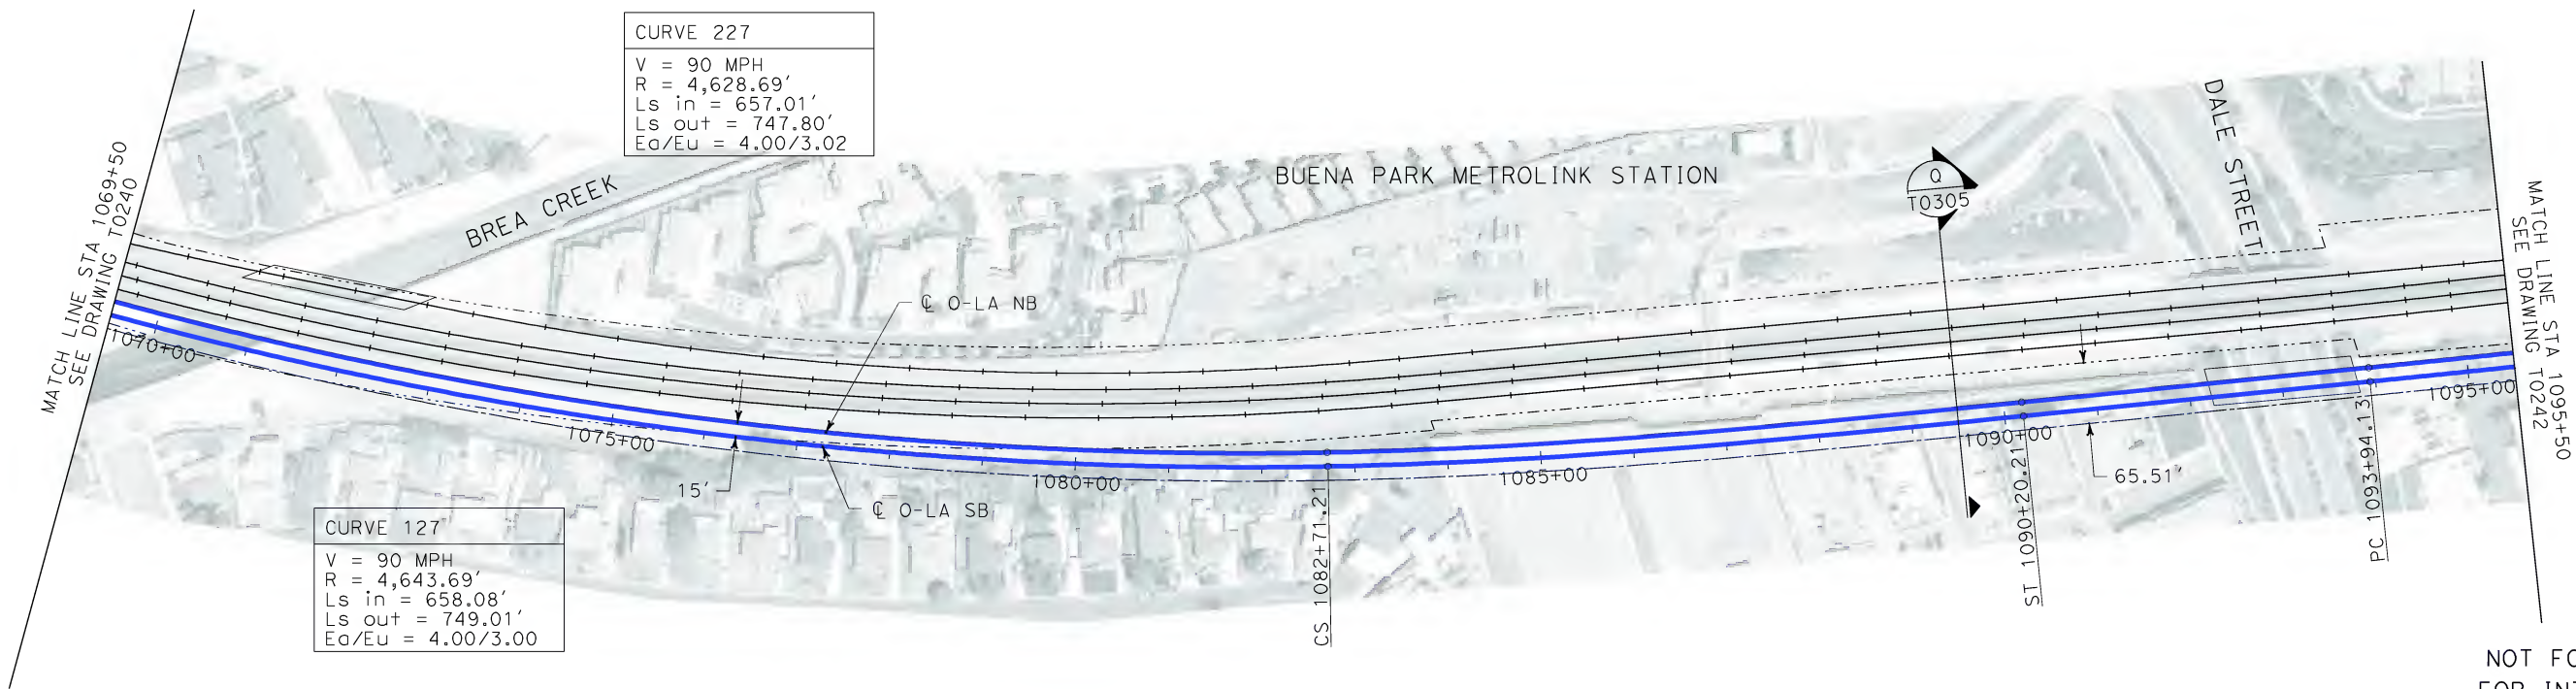 CURVE 227
V = 90 MPH
R = 4,628.69'
Ls in = 657.01'
Ls out = 747.80'
Ea/Eu = 4.00/3.02
MATCH LINE STA 1069+50
SEE DRAWING T0240
BREA CREEK
BUENA PARK METROLINK STATION
Q
T0305
DALE STREET
MATCH LINE STA 1095+50
SEE DRAWING T0242
℄ O-LA NB
1070+00
1075+00
1080+00
1085+00
1090+00
1095+00
15'
℄ O-LA SB
65.51'
CS 1082+71.21
ST 1090+20.21
PC 1093+94.13
CURVE 127
V = 90 MPH
R = 4,643.69'
Ls in = 658.08'
Ls out = 749.01'
Ea/Eu = 4.00/3.00
NOT